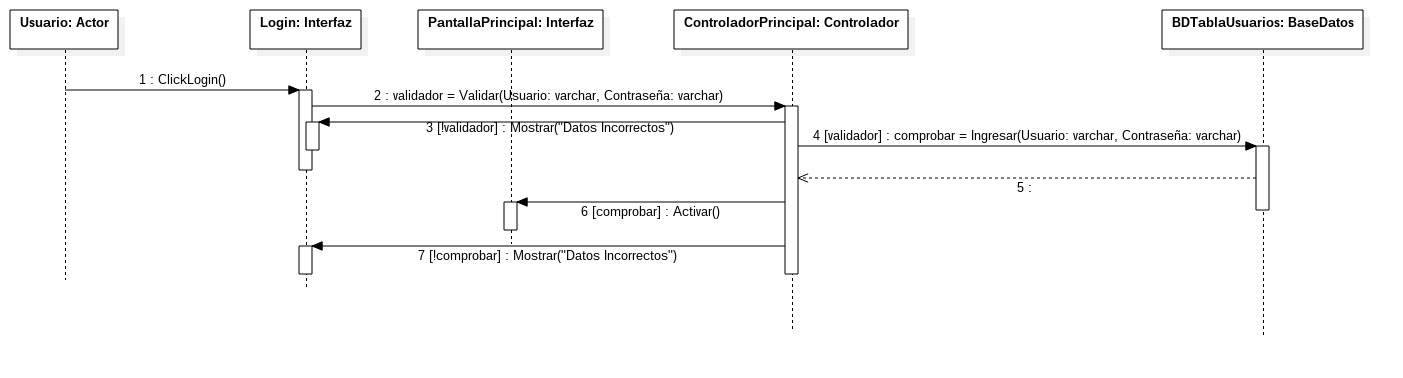 Usuario: Actor
Login: Interfaz
PantallaPrincipal: Interfaz
ControladorPrincipal: Controlador
BDTablaUsuarios: BaseDatos
1 : ClickLogin()
2 : validador = Validar(Usuario: varchar, Contraseña: varchar)
3 [!validador] : Mostrar("Datos Incorrectos")
4 [validador] : comprobar = Ingresar(Usuario: varchar, Contraseña: varchar)
5 :
6 [comprobar] : Activar()
7 [!comprobar] : Mostrar("Datos Incorrectos")